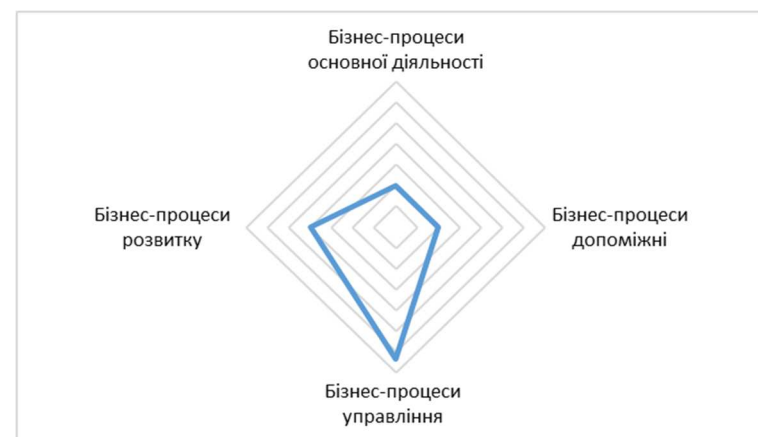 Бізнес-процеси
основної діяльності
Бізнес-процеси
розвитку
Бізнес-процеси
допоміжні
Бізнес-процеси
управління